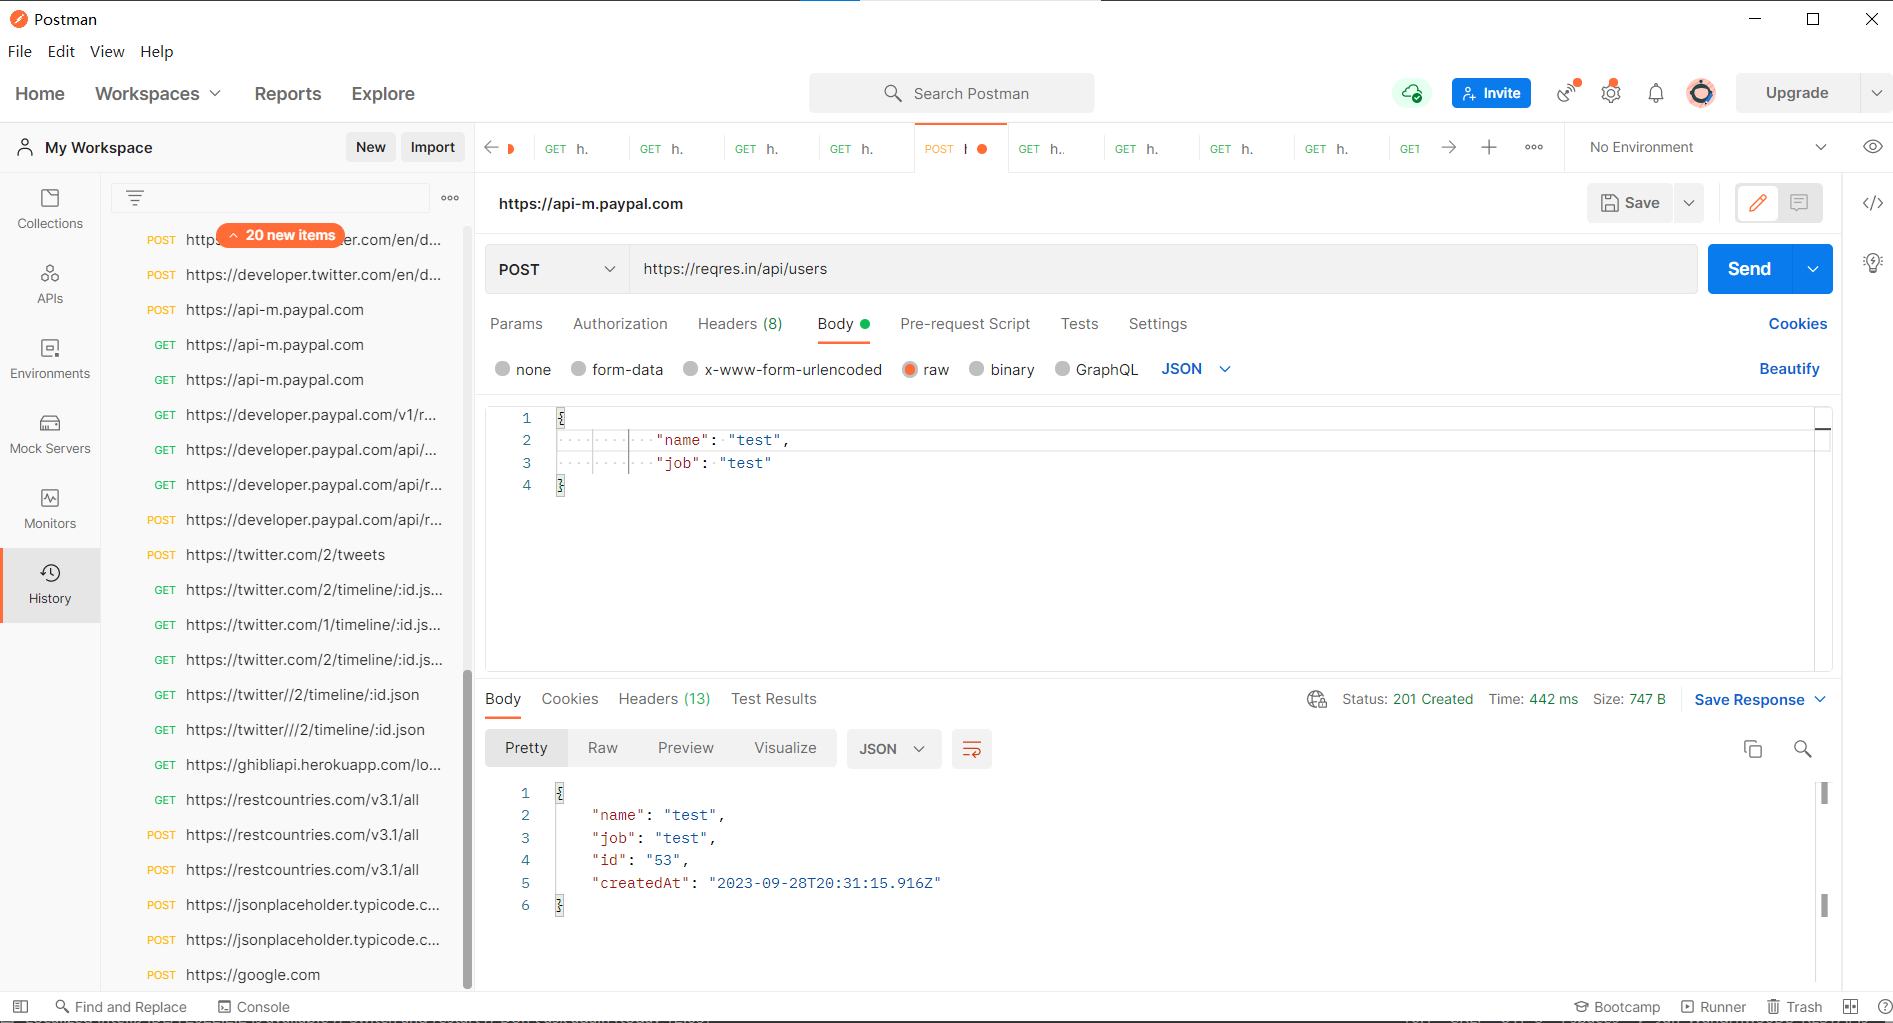 Postman
File Edit View Help
Home Workspaces Reports Explore Search Postman Invite Upgrade
My Workspace New Import GET h. GET h. GET h. GET h. POST GET h.. GET h. GET h. GET h. GET No Environment
Collections
APIs
Environments
Mock Servers
Monitors
History
20 new items
POST https:
er.com/en/d...
POST https://developer.twitter.com/en/d...
POST https://api-m.paypal.com
GET https://api-m.paypal.com
GET https://api-m.paypal.com
GET https://developer.paypal.com/v1/r...
GET https://developer.paypal.com/api/...
GET https://developer.paypal.com/api/r...
POST https://developer.paypal.com/api/r...
POST https://twitter.com/2/tweets
GET https://twitter.com/2/timeline/:id.js...
GET https://twitter.com/1/timeline/:id.js...
GET https://twitter.com/2/timeline/:id.js...
GET https://twitter//2/timeline/:id.json
GET https://twitter///2/timeline/:id.json
GET https://ghibliapi.herokuapp.com/lo...
GET https://restcountries.com/v3.1/all
POST https://restcountries.com/v3.1/all
POST https://restcountries.com/v3.1/all
POST https://jsonplaceholder.typicode.c...
POST https://jsonplaceholder.typicode.c...
POST https://google.com
https://api-m.paypal.com Save
POST https://reqres.in/api/users Send
Params Authorization Headers (8) Body Pre-request Script Tests Settings Cookies
none form-data x-www-form-urlencoded raw binary GraphQL JSON Beautify
1 {
2 "name": "test",
3 "job": "test"
4 }
Body Cookies Headers (13) Test Results Status: 201 Created Time: 442 ms Size: 747 B Save Response
Pretty Raw Preview Visualize JSON
1 {
2 "name": "test",
3 "job": "test",
4 "id": "53",
5 "createdAt": "2023-09-28T20:31:15.916Z"
6 }
Find and Replace Console Bootcamp Runner Trash